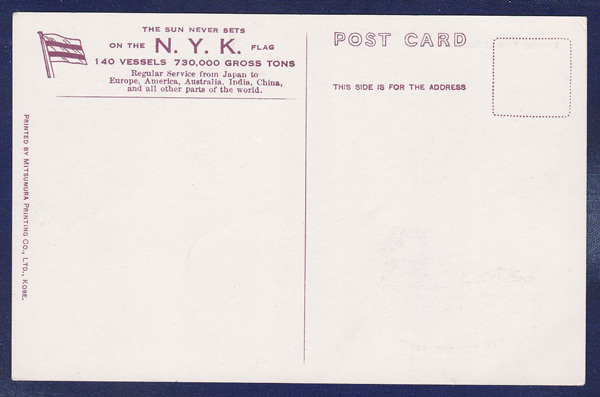 THE SUN NEVER SETS
ON THE N. Y. K. FLAG
140 VESSELS 730,000 GROSS TONS
Regular Service from Japan to
Europe, America, Australia, India, China,
and all other parts of the world.
PRINTED BY MITSUMURA PRINTING CO., LTD., KOBE.
POST CARD
THIS SIDE IS FOR THE ADDRESS